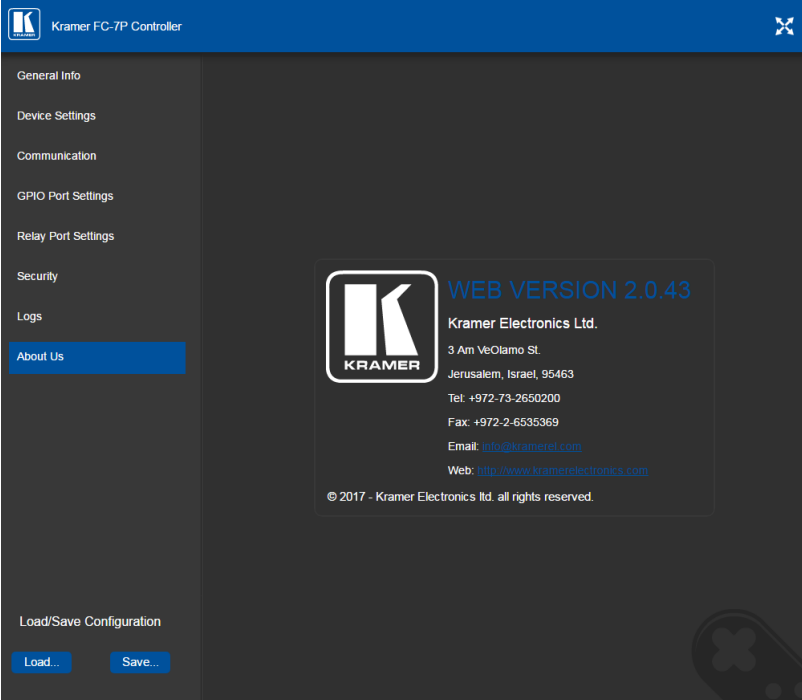 KRAMER
Kramer FC-7P Controller
General Info
Device Settings
Communication
GPIO Port Settings
Relay Port Settings
Security
Logs
About Us
Load/Save Configuration
Load...
Save...
KRAMER
WEB VERSION 2.0.43
Kramer Electronics Ltd.
3 Am VeOlamo St.
Jerusalem, Israel, 95463
Tel: +972-73-2650200
Fax: +972-2-6535369
Email: info@kramerel.com
Web: http://www.kramerelectronics.com
© 2017 - Kramer Electronics ltd. all rights reserved.